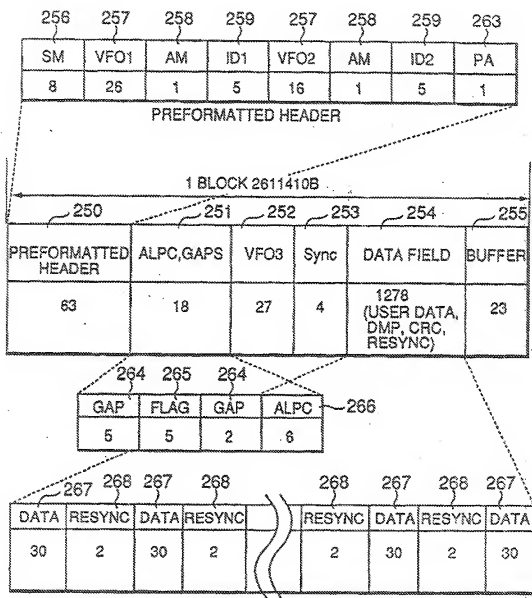 256 257 258 259 257 258 259 263
SM VFO1 AM ID1 VFO2 AM ID2 PA
8 26 1 5 16 1 5 1
PREFORMATTED HEADER
1 BLOCK 2611410B
250 251 252 253 254 255
PREFORMATTED HEADER ALPC,GAPS VFO3 Sync DATA FIELD BUFFER
63 18 27 4 1278 (USER DATA, DMP, CRC, RESYNC) 23
264 265 264
GAP FLAG GAP ALPC 266
5 5 2 6
267 268 267 268 268 267 268 267
DATA RESYNC DATA RESYNC RESYNC DATA RESYNC DATA
30 2 30 2 2 30 2 30